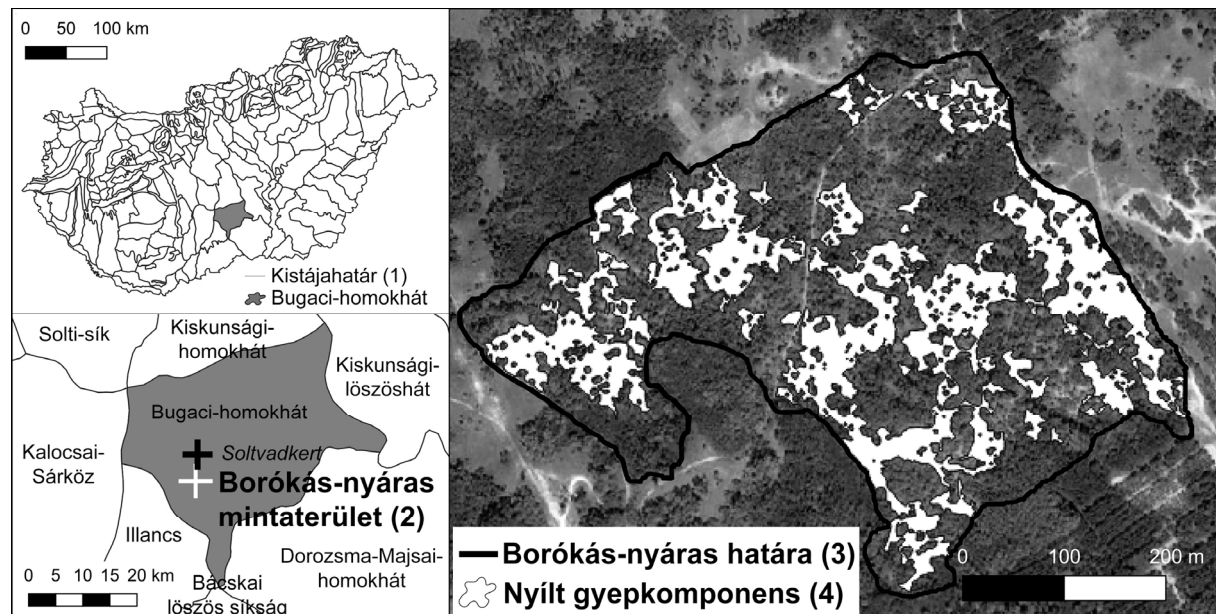 0 50 100 km
Kistájahatár (1)
Bugaci-homokhát
Solti-sík
Kiskunsági-
homokhát
Kiskunsági-
löszöshát
Bugaci-homokhát
Kalocsai-
Sárköz
Soltvadkert
Borókás-nyáras
mintaterület (2)
Illancs
Dorozsma-Majsai-
homokhát
Bácskai
löszös síkság
0 5 10 15 20 km
Borókás-nyáras határa (3)
Nyílt gyepkomponens (4)
0 100 200 m